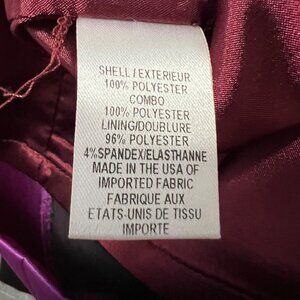 SHELL/EXTERIEUR
100% POLYESTER
COMBO
100% POLYESTER
LINING/DOUBLURE
96% POLYESTER
4%SPANDEX/ELASTHANNE
MADE IN THE USA OF
IMPORTED FABRIC
FABRIQUE AUX
ETATS-UNIS DE TISSU
IMPORTE